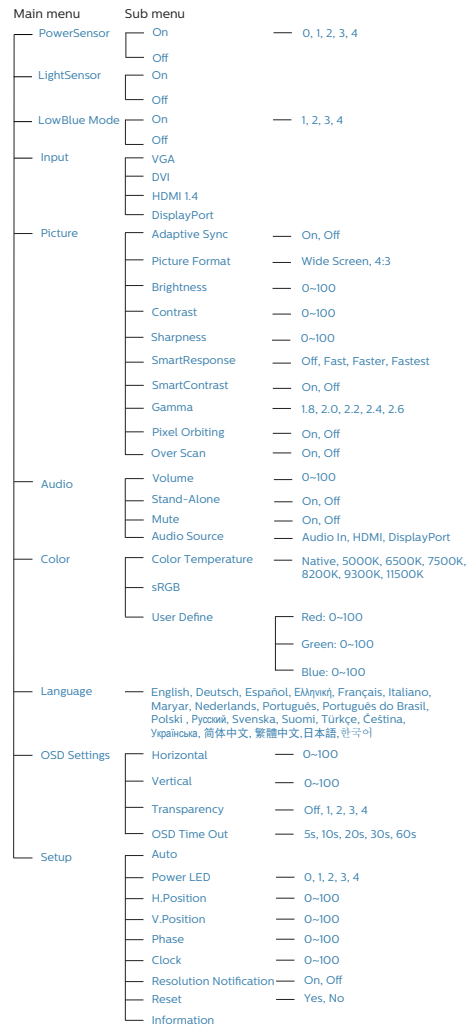 Main menu Sub menu
PowerSensor On 0, 1, 2, 3, 4
Off
LightSensor On
Off
LowBlue Mode On 1, 2, 3, 4
Off
Input VGA
DVI
HDMI 1.4
DisplayPort
Picture Adaptive Sync On, Off
Picture Format Wide Screen, 4:3
Brightness 0~100
Contrast 0~100
Sharpness 0~100
SmartResponse Off, Fast, Faster, Fastest
SmartContrast On, Off
Gamma 1.8, 2.0, 2.2, 2.4, 2.6
Pixel Orbiting On, Off
Over Scan On, Off
Audio Volume 0~100
Stand-Alone On, Off
Mute On, Off
Audio Source Audio In, HDMI, DisplayPort
Color Color Temperature Native, 5000K, 6500K, 7500K,
8200K, 9300K, 11500K
sRGB
User Define Red: 0~100
Green: 0~100
Blue: 0~100
Language English, Deutsch, Español, Ελληνική, Français, Italiano,
Maryar, Nederlands, Português, Português do Brasil,
Polski , Русский, Svenska, Suomi, Türkçe, Čeština,
Українська, 简体中文, 繁體中文,日本語,한국어
OSD Settings Horizontal 0~100
Vertical 0~100
Transparency Off, 1, 2, 3, 4
OSD Time Out 5s, 10s, 20s, 30s, 60s
Setup Auto
Power LED 0, 1, 2, 3, 4
H.Position 0~100
V.Position 0~100
Phase 0~100
Clock 0~100
Resolution Notification On, Off
Reset Yes, No
Information